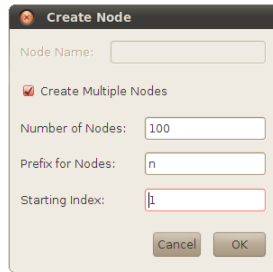 Create Node
Node Name:
Create Multiple Nodes
Number of Nodes: 100
Prefix for Nodes: n
Starting Index: 1
Cancel OK